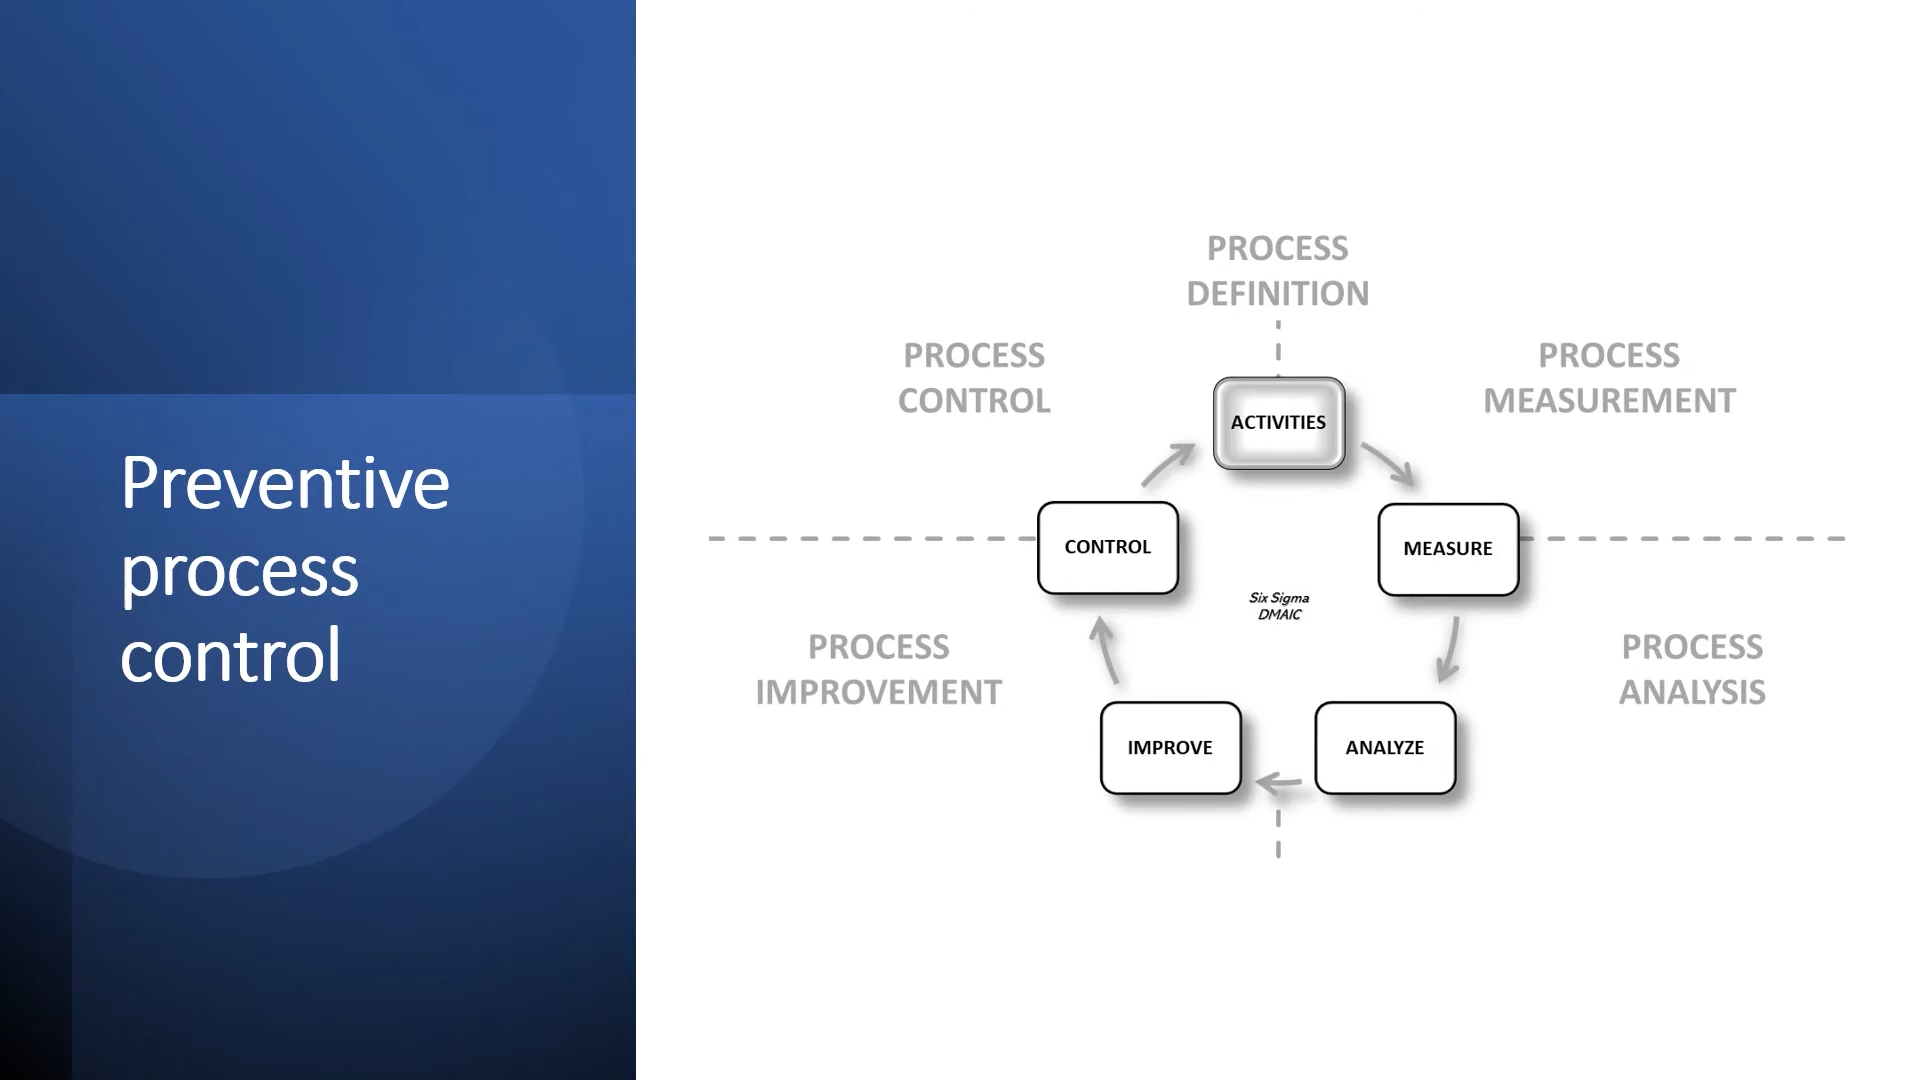 Preventive
process
control
PROCESS
DEFINITION
PROCESS
CONTROL
PROCESS
MEASUREMENT
ACTIVITIES
CONTROL
MEASURE
Six Sigma
DMAIC
PROCESS
IMPROVEMENT
PROCESS
ANALYSIS
IMPROVE
ANALYZE